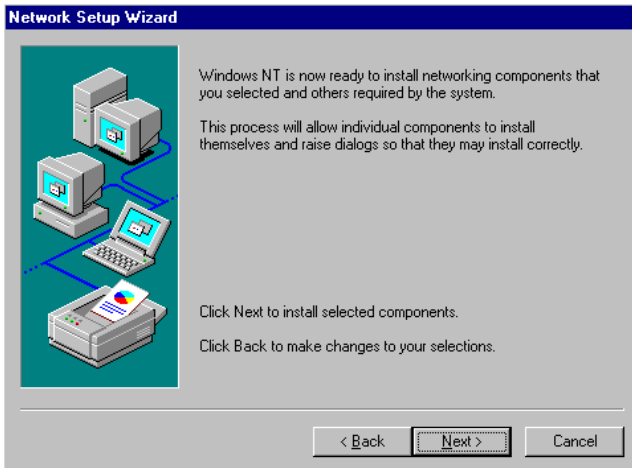 Network Setup Wizard
Windows NT is now ready to install networking components that
you selected and others required by the system.
This process will allow individual components to install
themselves and raise dialogs so that they may install correctly.
Click Next to install selected components.
Click Back to make changes to your selections.
< Back
Next >
Cancel